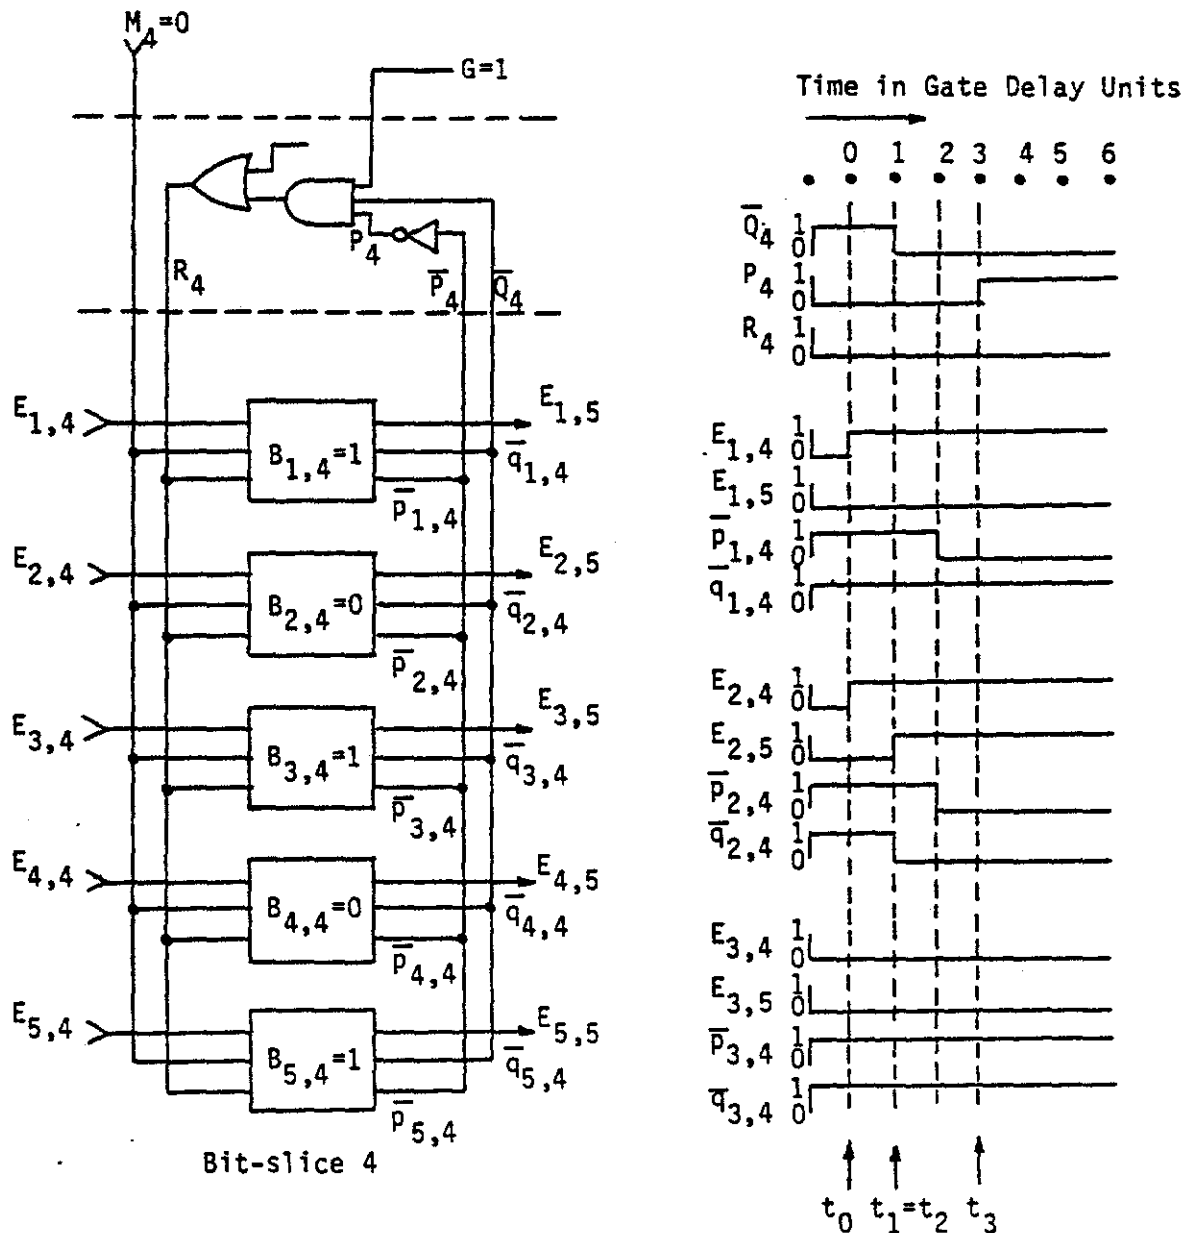 M₄=0
G=1
P₄
R₄
P̅₄
Q̅₄
E₁,₄
B₁,₄=1
E₁,₅
q̅₁,₄
p̅₁,₄
E₂,₄
B₂,₄=0
E₂,₅
q̅₂,₄
p̅₂,₄
E₃,₄
B₃,₄=1
E₃,₅
q̅₃,₄
p̅₃,₄
E₄,₄
B₄,₄=0
E₄,₅
q̅₄,₄
p̅₄,₄
E₅,₄
B₅,₄=1
E₅,₅
q̅₅,₄
p̅₅,₄
Bit-slice 4
Time in Gate Delay Units
0 1 2 3 4 5 6
Q̅₄ 1 0
P₄ 1 0
R₄ 1 0
E₁,₄ 1 0
E₁,₅ 1 0
p̅₁,₄ 1 0
q̅₁,₄ 1 0
E₂,₄ 1 0
E₂,₅ 1 0
p̅₂,₄ 1 0
q̅₂,₄ 1 0
E₃,₄ 1 0
E₃,₅ 1 0
p̅₃,₄ 1 0
q̅₃,₄ 1 0
t₀ t₁=t₂ t₃